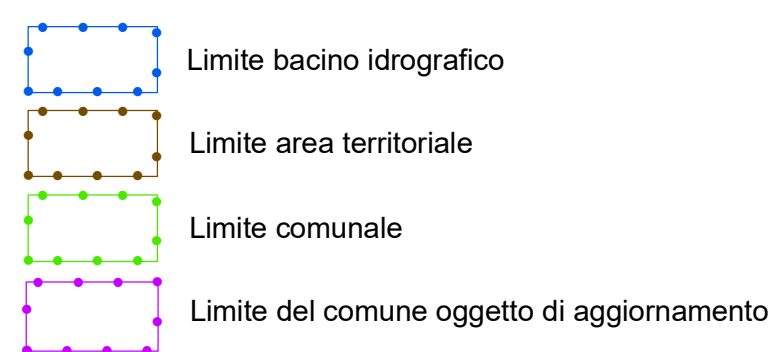 Limite bacino idrografico
Limite area territoriale
Limite comunale
Limite del comune oggetto di aggiornamento